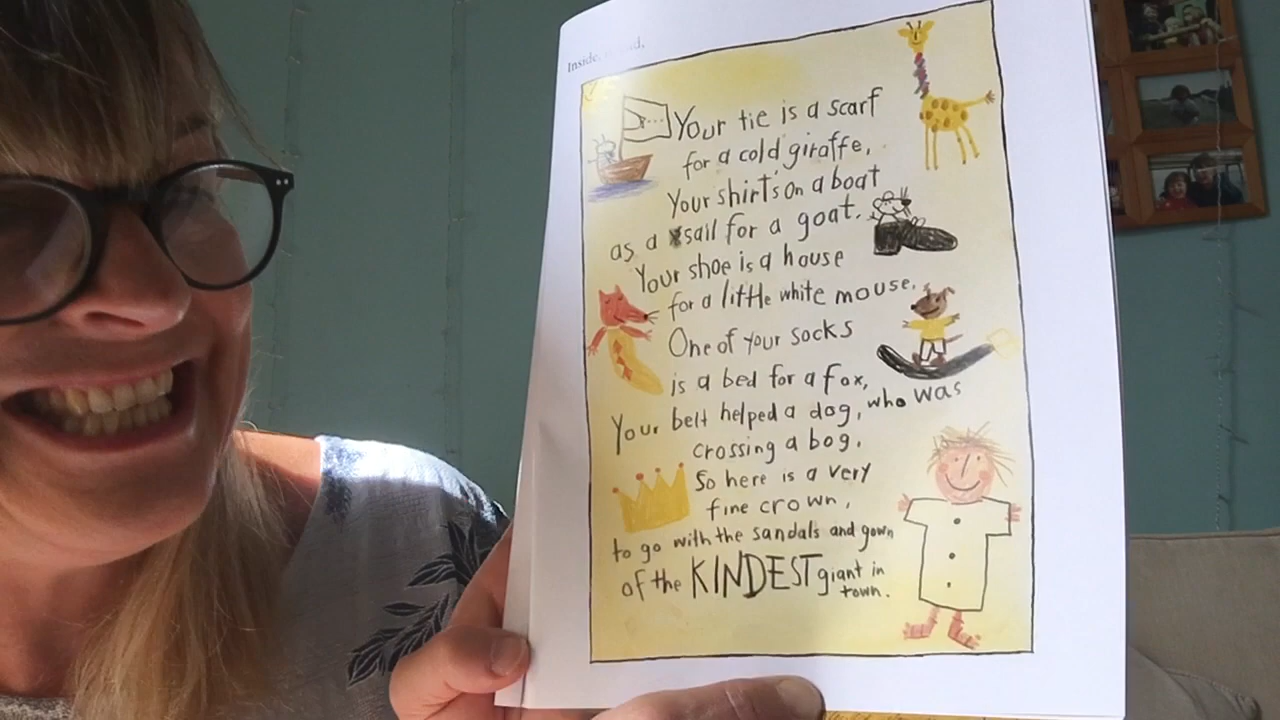 Inside,
Your tie is a scarf
for a cold giraffe,
Your shirt's on a boat
as a sail for a goat.
Your shoe is a house
for a little white mouse.
One of your socks
is a bed for a fox,
Your belt helped a dog, who was
crossing a bog.
So here is a very
fine crown,
to go with the sandals and gown
of the KINDEST giant in
town.